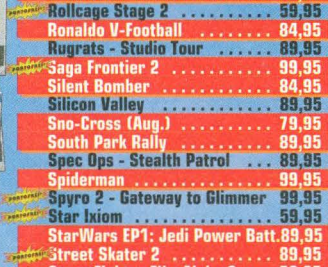 Rollcage Stage 2 ........... 59,95
Ronaldo V-Football ........ 84,95
Rugrats - Studio Tour ..... 89,95
Saga Frontier 2 ............ 99,95
Silent Bomber .............. 84,95
Silicon Valley .............. 89,95
Sno-Cross (Aug.) .......... 79,95
South Park Rally ........... 89,95
Spec Ops - Stealth Patrol .... 89,95
Spiderman .................. 99,95
Spyro 2 - Gateway to Glimmer 99,95
Star Ixiom .................. 59,95
StarWars EP1: Jedi Power Batt.89,95
Street Skater 2 ............. 89,95